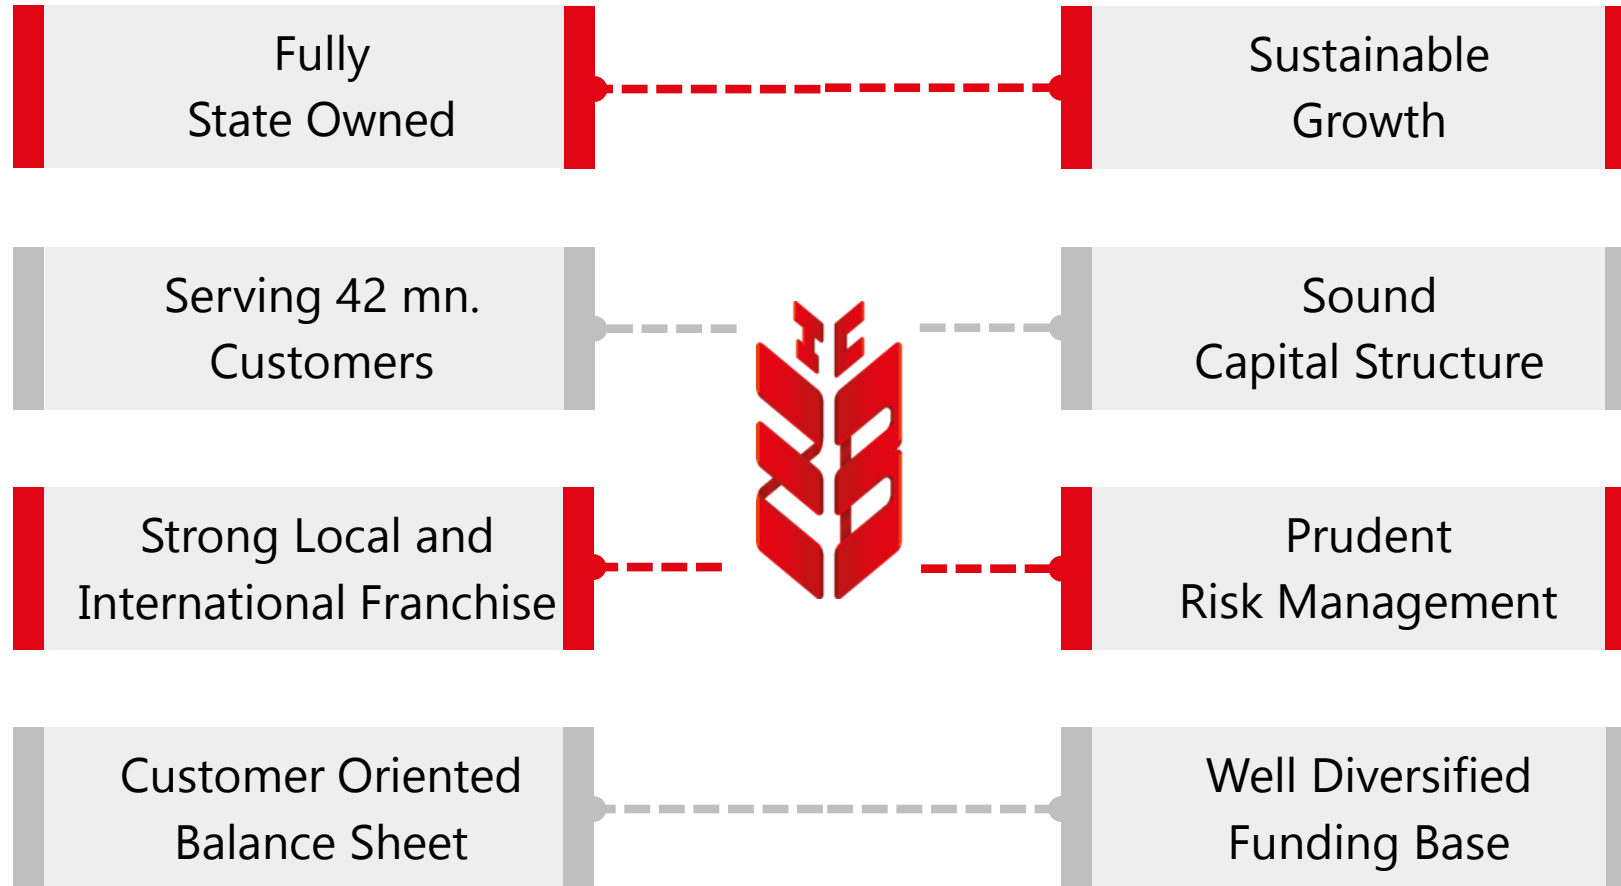 Fully
State Owned
Sustainable
Growth
Serving 42 mn.
Customers
Sound
Capital Structure
TC
Strong Local and
International Franchise
Prudent
Risk Management
Customer Oriented
Balance Sheet
Well Diversified
Funding Base